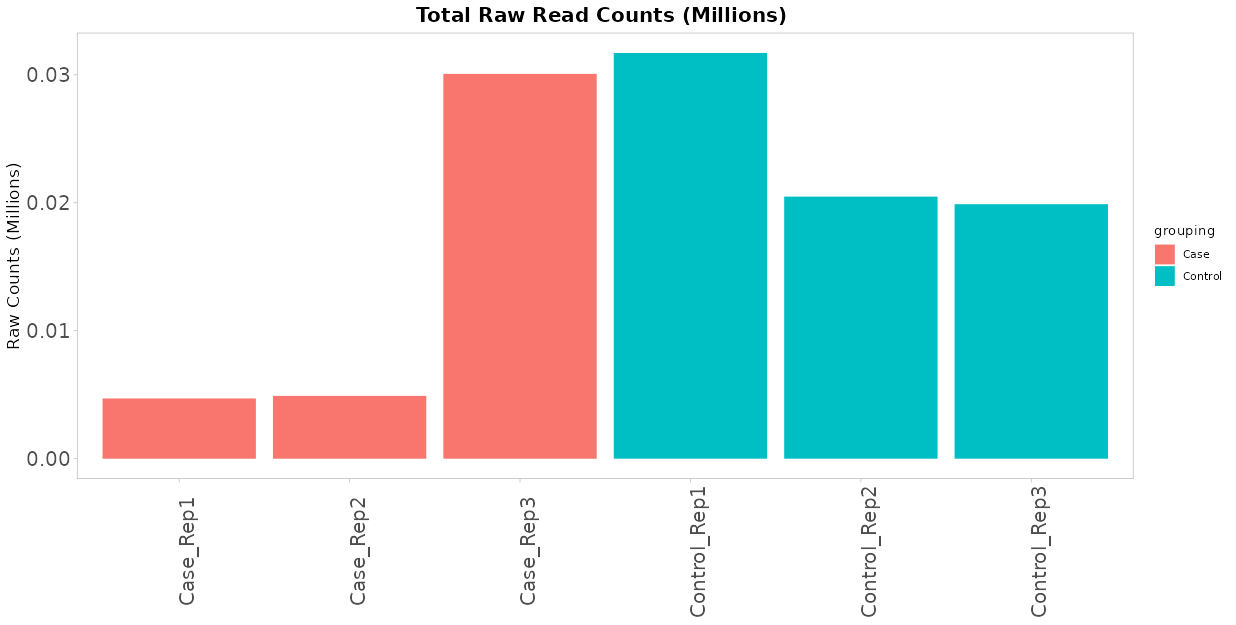 Total Raw Read Counts (Millions)
Raw Counts (Millions)
0.03
0.02
0.01
0.00
Case_Rep1
Case_Rep2
Case_Rep3
Control_Rep1
Control_Rep2
Control_Rep3
grouping
Case
Control